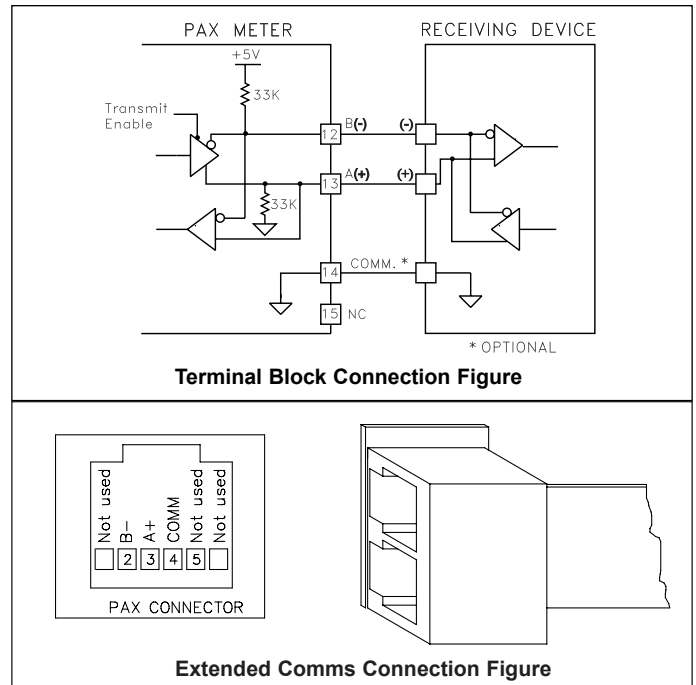 PAX METER
RECEIVING DEVICE
+5V
33K
Transmit
Enable
12
B(-)
(-)
13
A(+)
(+)
33K
14
COMM. *
15
NC
* OPTIONAL
Terminal Block Connection Figure
Not used
B-
A+
COMM
Not used
Not used
2
3
4
5
PAX CONNECTOR
Extended Comms Connection Figure